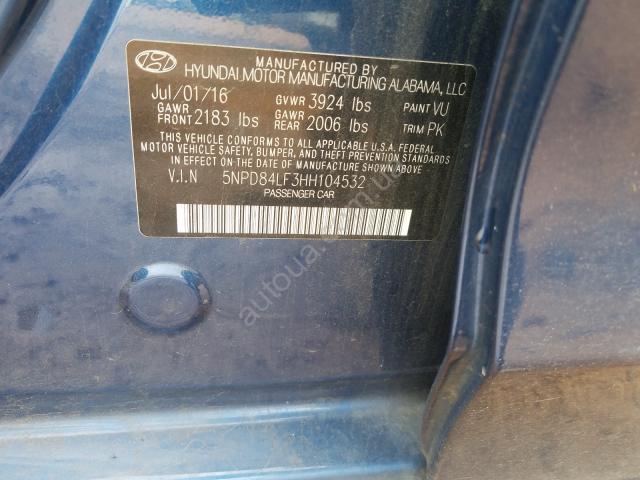 MANUFACTURED BY
HYUNDAI MOTOR MANUFACTURING ALABAMA, LLC
Jul/01/16 GVWR 3924 lbs PAINT VU
GAWR FRONT 2183 lbs GAWR REAR 2006 lbs TRIM PK
THIS VEHICLE CONFORMS TO ALL APPLICABLE U.S.A. FEDERAL
MOTOR VEHICLE SAFETY, BUMPER, AND THEFT PREVENTION STANDARDS
IN EFFECT ON THE DATE OF MANUFACTURE SHOWN ABOVE.
V.I.N 5NPD84LF3HH104532
PASSENGER CAR
autoua.com.ua